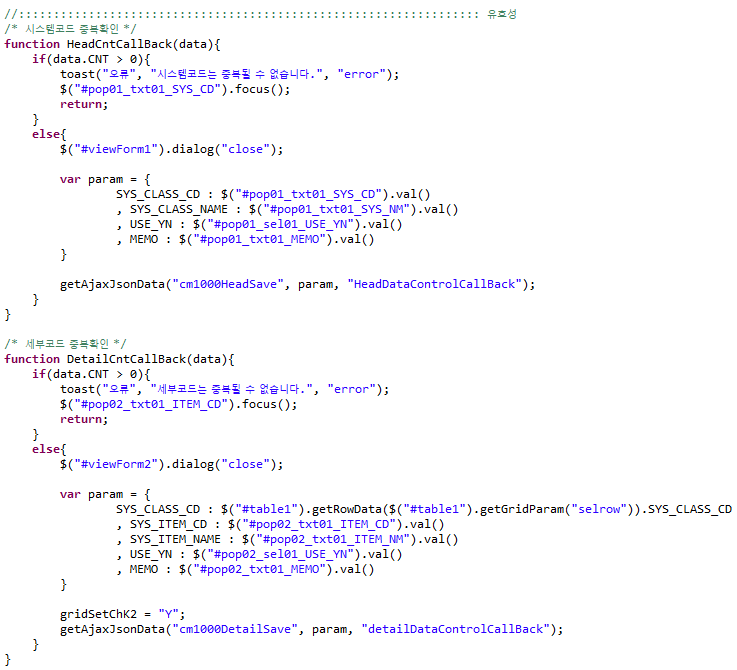 //:::::::::::::::::::::::::::::::::::::::::::::::::::::::::::::::: 유효성
/* 시스템코드 중복확인 */
function HeadCntCallBack(data){
    if(data.CNT > 0){
        toast("오류", "시스템코드는 중복될 수 없습니다.", "error");
        $("#pop01_txt01_SYS_CD").focus();
        return;
    }
    else{
        $("#viewForm1").dialog("close");
        var param = {
                SYS_CLASS_CD : $("#pop01_txt01_SYS_CD").val()
                , SYS_CLASS_NAME : $("#pop01_txt01_SYS_NM").val()
                , USE_YN : $("#pop01_sel01_USE_YN").val()
                , MEMO : $("#pop01_txt01_MEMO").val()
        }
        getAjaxJsonData("cm1000HeadSave", param, "HeadDataControlCallBack");
    }
}
/* 세부코드 중복확인 */
function DetailCntCallBack(data){
    if(data.CNT > 0){
        toast("오류", "세부코드는 중복될 수 없습니다.", "error");
        $("#pop02_txt01_ITEM_CD").focus();
        return;
    }
    else{
        $("#viewForm2").dialog("close");
        var param = {
                SYS_CLASS_CD : $("#table1").getRowData($("#table1").getGridParam("selrow")).SYS_CLASS_CD
                , SYS_ITEM_CD : $("#pop02_txt01_ITEM_CD").val()
                , SYS_ITEM_NAME : $("#pop02_txt01_ITEM_NM").val()
                , USE_YN : $("#pop02_sel01_USE_YN").val()
                , MEMO : $("#pop02_txt01_MEMO").val()
        }
        gridSetChK2 = "Y";
        getAjaxJsonData("cm1000DetailSave", param, "detailDataControlCallBack");
    }
}